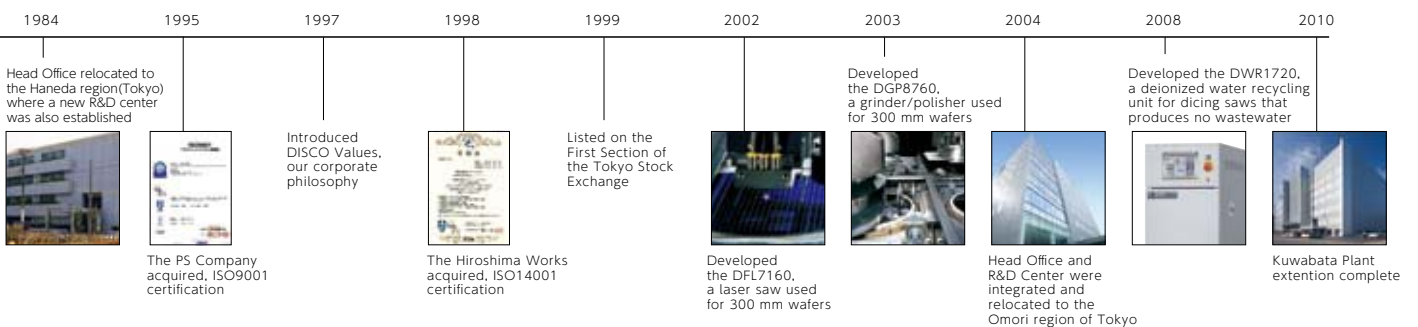 1984
1995
1997
1998
1999
2002
2003
2004
2008
2010
Head Office relocated to
the Haneda region(Tokyo)
where a new R&D center
was also established
The PS Company
acquired, ISO9001
certification
Introduced
DISCO Values,
our corporate
philosophy
The Hiroshima Works
acquired, ISO14001
certification
Listed on the
First Section of
the Tokyo Stock
Exchange
Developed
the DFL7160,
a laser saw used
for 300 mm wafers
Developed
the DGP8760,
a grinder/polisher used
for 300 mm wafers
Head Office and
R&D Center were
integrated and
relocated to the
Omori region of Tokyo
Developed the DWR1720,
a deionized water recycling
unit for dicing saws that
produces no wastewater
Kuwabata Plant
extention complete